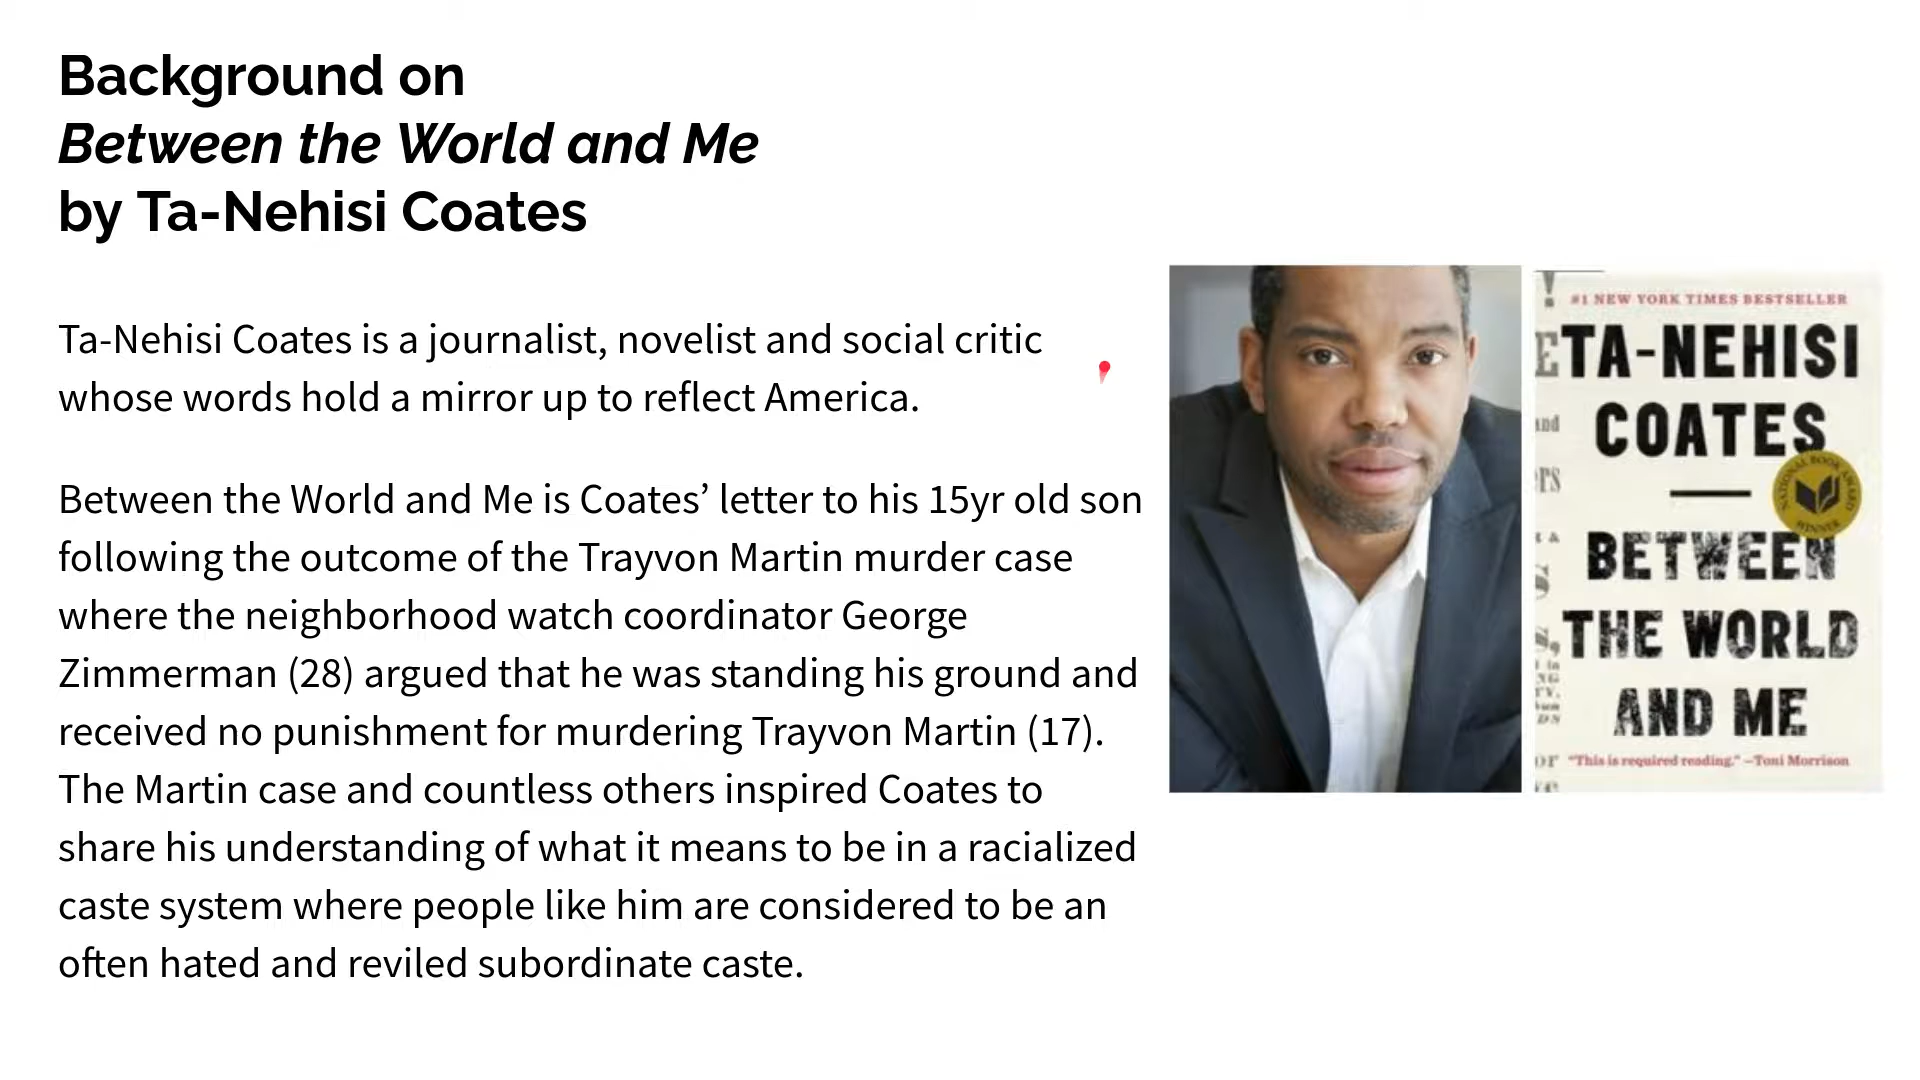 Background on
Between the World and Me
by Ta-Nehisi Coates
Ta-Nehisi Coates is a journalist, novelist and social critic
whose words hold a mirror up to reflect America.
Between the World and Me is Coates’ letter to his 15yr old son
following the outcome of the Trayvon Martin murder case
where the neighborhood watch coordinator George
Zimmerman (28) argued that he was standing his ground and
received no punishment for murdering Trayvon Martin (17).
The Martin case and countless others inspired Coates to
share his understanding of what it means to be in a racialized
caste system where people like him are considered to be an
often hated and reviled subordinate caste.
#1 NEW YORK TIMES BESTSELLER
TA-NEHISI
COATES
NATIONAL BOOK AWARD
WINNER
BETWEEN
THE WORLD
AND ME
“This is required reading.” —Toni Morrison